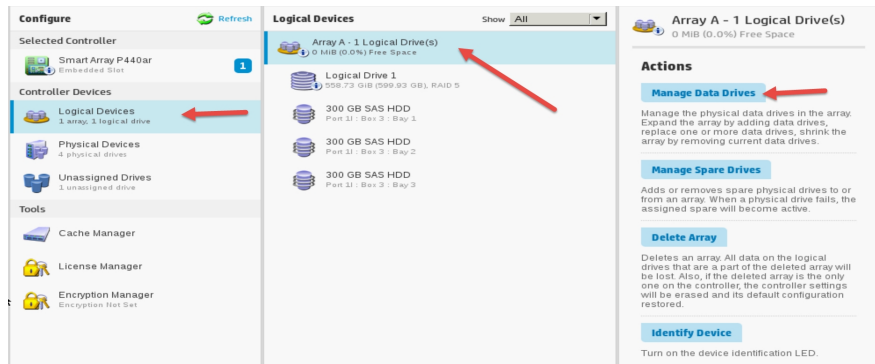 Configure
Refresh
Selected Controller
Smart Array P440ar
Embedded Slot
1
Controller Devices
Logical Devices
1 array, 1 logical drive
Physical Devices
4 physical drives
Unassigned Drives
1 unassigned drive
Tools
Cache Manager
License Manager
Encryption Manager
Encryption Not Set
Logical Devices
Show All
Array A - 1 Logical Drive(s)
0 MiB (0.0%) Free Space
Logical Drive 1
558.73 GiB (599.93 GB), RAID 5
300 GB SAS HDD
Port 1I : Box 3 : Bay 1
300 GB SAS HDD
Port 1I : Box 3 : Bay 2
300 GB SAS HDD
Port 1I : Box 3 : Bay 3
Array A - 1 Logical Drive(s)
0 MiB (0.0%) Free Space
Actions
Manage Data Drives
Manage the physical data drives in the array.
Expand the array by adding data drives,
replace one or more data drives, shrink the
array by removing current data drives.
Manage Spare Drives
Adds or removes spare physical drives to or
from an array. When a physical drive fails, the
assigned spare will become active.
Delete Array
Deletes an array. All data on the logical
drives that are a part of the deleted array will
be lost. Also, if the deleted array is the only
one on the controller, the controller settings
will be erased and its default configuration
restored.
Identify Device
Turn on the device identification LED.